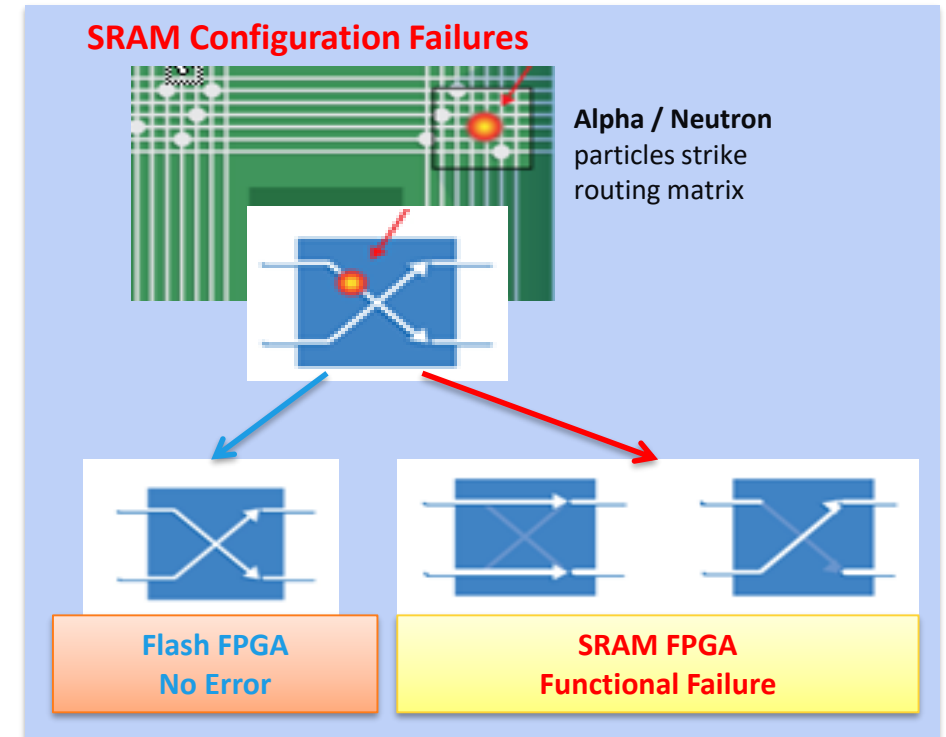 SRAM Configuration Failures
Alpha / Neutron
particles strike
routing matrix
Flash FPGA
No Error
SRAM FPGA
Functional Failure